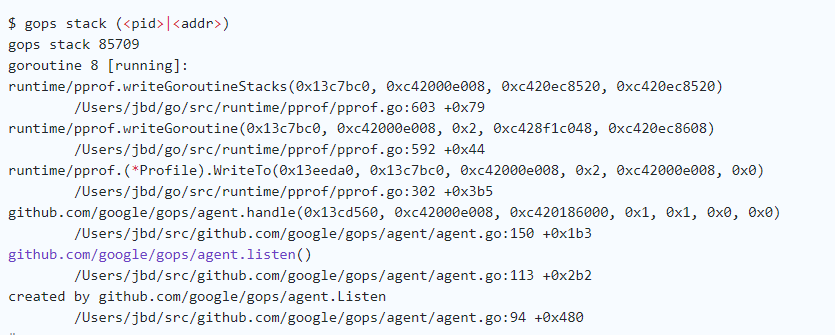 $ gops stack (<pid>|<addr>)
gops stack 85709
goroutine 8 [running]:
runtime/pprof.writeGoroutineStacks(0x13c7bc0, 0xc42000e008, 0xc420ec8520, 0xc420ec8520)
        /Users/jbd/go/src/runtime/pprof/pprof.go:603 +0x79
runtime/pprof.writeGoroutine(0x13c7bc0, 0xc42000e008, 0x2, 0xc428f1c048, 0xc420ec8608)
        /Users/jbd/go/src/runtime/pprof/pprof.go:592 +0x44
runtime/pprof.(*Profile).WriteTo(0x13eeda0, 0x13c7bc0, 0xc42000e008, 0x2, 0xc42000e008, 0x0)
        /Users/jbd/go/src/runtime/pprof/pprof.go:302 +0x3b5
github.com/google/gops/agent.handle(0x13cd560, 0xc42000e008, 0xc420186000, 0x1, 0x1, 0x0, 0x0)
        /Users/jbd/src/github.com/google/gops/agent/agent.go:150 +0x1b3
github.com/google/gops/agent.listen()
        /Users/jbd/src/github.com/google/gops/agent/agent.go:113 +0x2b2
created by github.com/google/gops/agent.Listen
        /Users/jbd/src/github.com/google/gops/agent/agent.go:94 +0x480